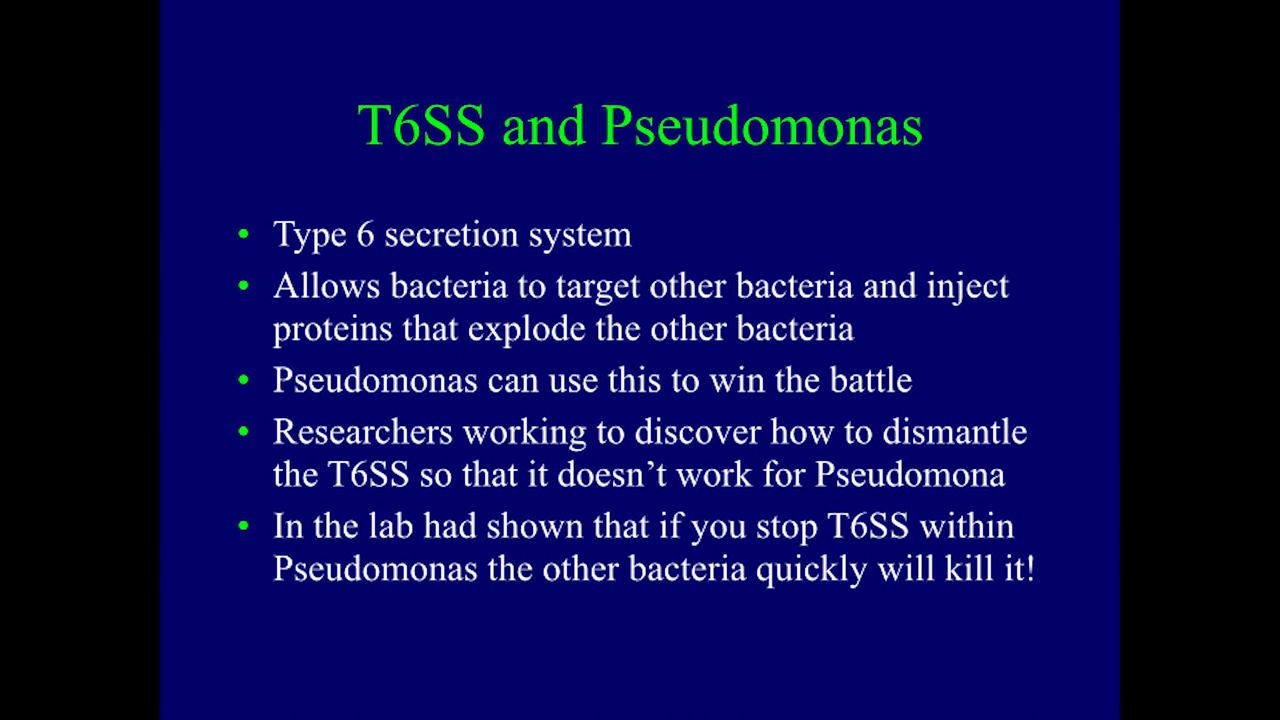 T6SS and Pseudomonas
• Type 6 secretion system
• Allows bacteria to target other bacteria and inject
proteins that explode the other bacteria
• Pseudomonas can use this to win the battle
• Researchers working to discover how to dismantle
the T6SS so that it doesn’t work for Pseudomona
• In the lab had shown that if you stop T6SS within
Pseudomonas the other bacteria quickly will kill it!